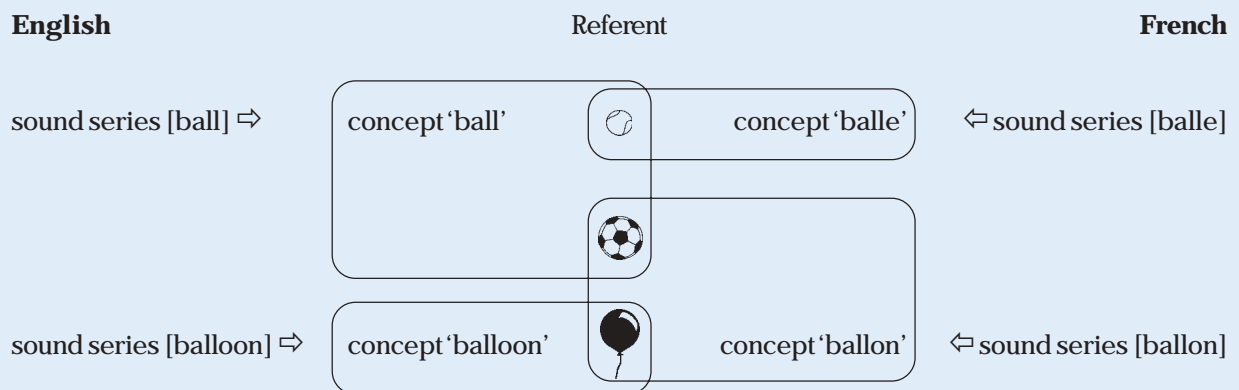 English Referent French
sound series [ball] ⇨ concept ‘ball’ concept ‘balle’ ⇦ sound series [balle]
sound series [balloon] ⇨ concept ‘balloon’ concept ‘ballon’ ⇦ sound series [ballon]